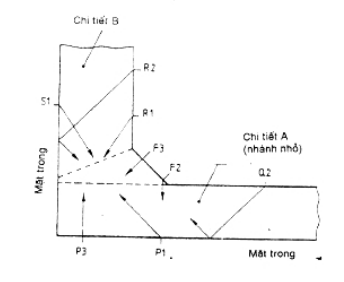 Chi tiết B
R2
S1
R1
F3
Chi tiết A
(nhánh nhỏ)
F2
Q2
Mặt trong
P3
P1
Mặt trong